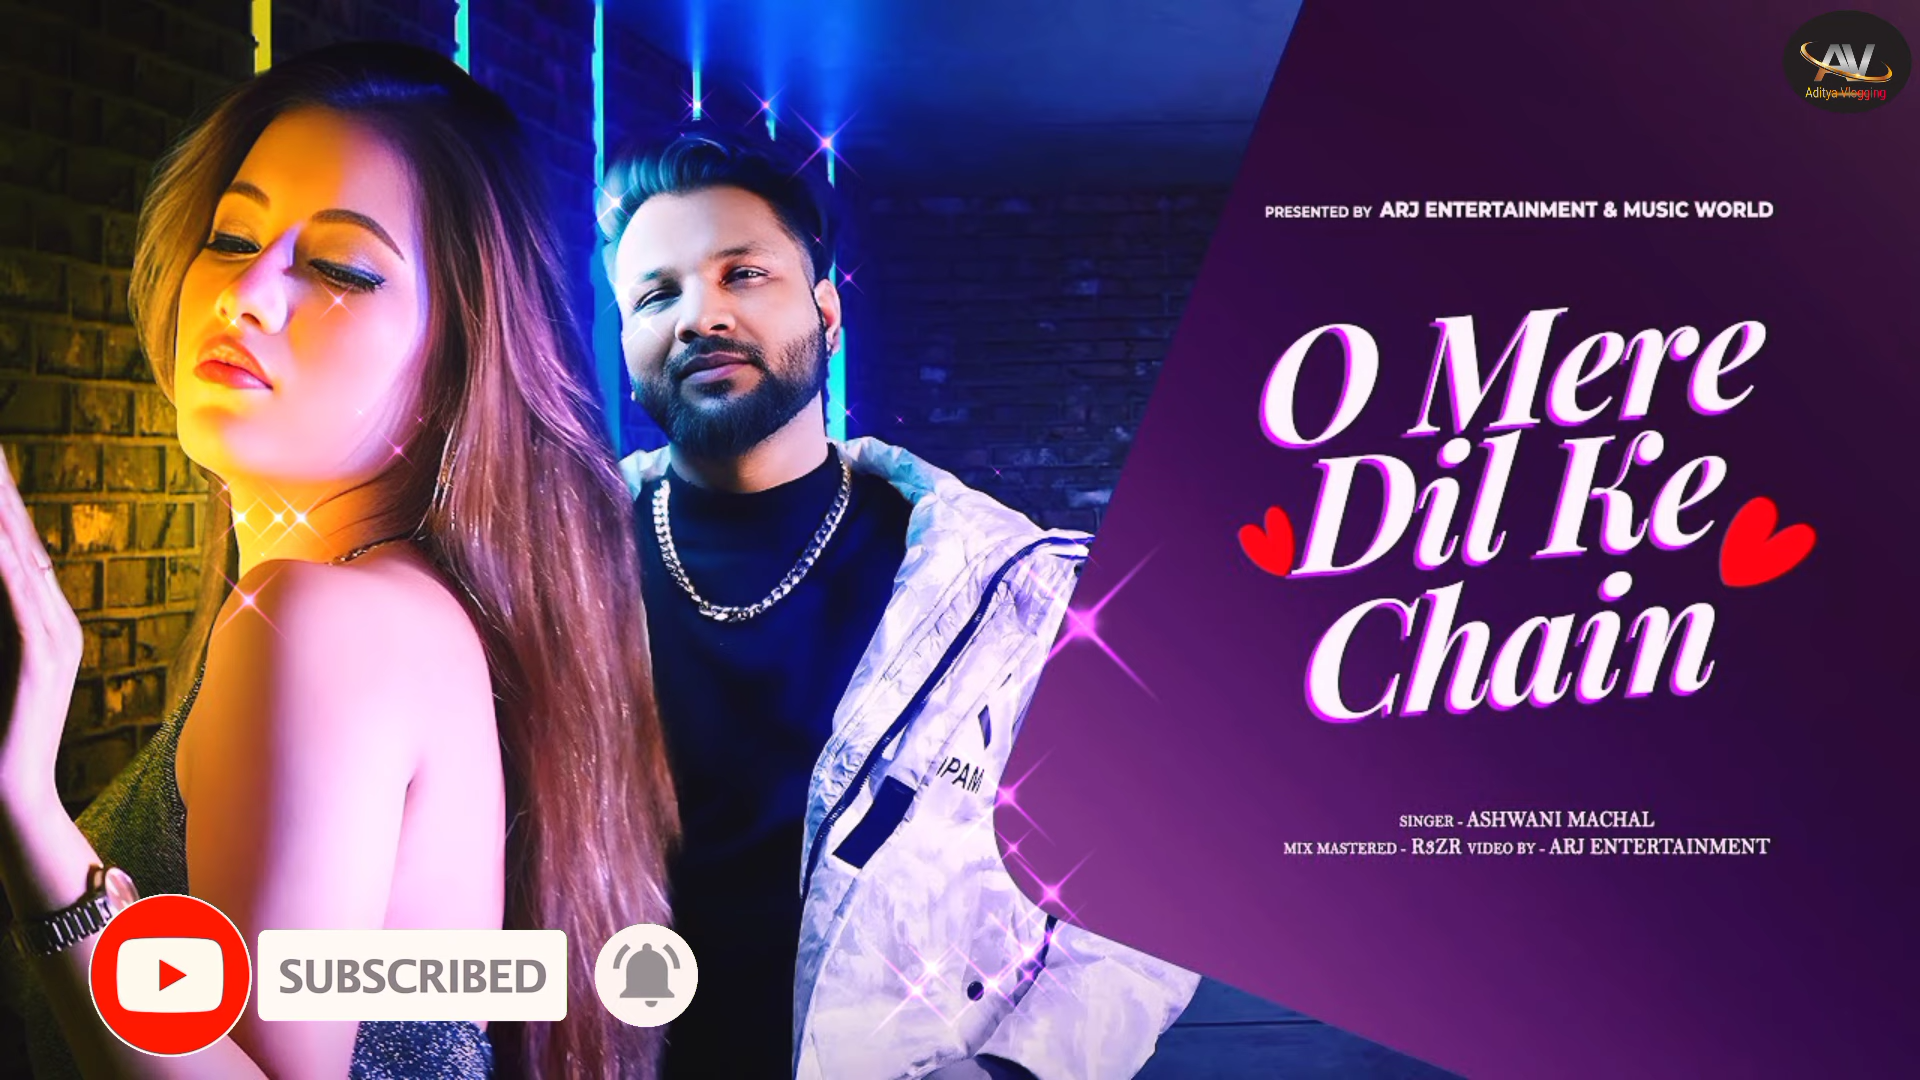 AV
Aditya Vlogging
PRESENTED BY ARJ ENTERTAINMENT & MUSIC WORLD
O Mere
Dil Ke
Chain
IPAM
SINGER - ASHWANI MACHAL
MIX MASTERED - R3ZR VIDEO BY - ARJ ENTERTAINMENT
SUBSCRIBED